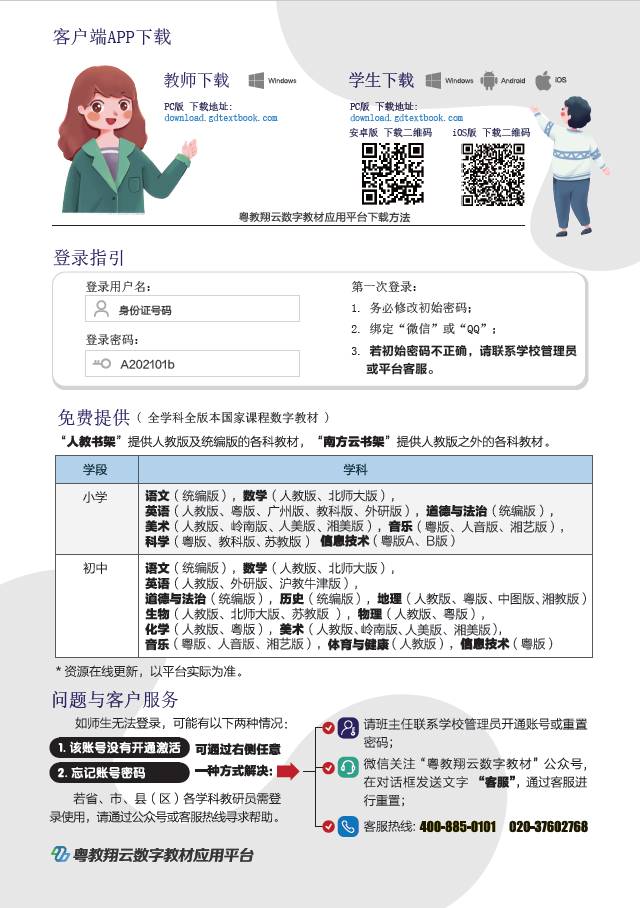 客户端APP下载
教师下载 Windows
学生下载 Windows Android iOS
PC版 下载地址:
download.gdtextbook.com
PC版 下载地址:
download.gdtextbook.com
安卓版 下载二维码 iOS版 下载二维码
粤教翔云数字教材应用平台下载方法
登录指引
登录用户名:
身份证号码
登录密码:
A202101b
第一次登录:
1. 务必修改初始密码;
2. 绑定“微信”或“QQ”;
3. 若初始密码不正确，请联系学校管理员
或平台客服。
免费提供（ 全学科全版本国家课程数字教材 ）
“人教书架”提供人教版及统编版的各科教材，“南方云书架”提供人教版之外的各科教材。
学段 学科
小学
语文（统编版），数学（人教版、北师大版），
英语（人教版、粤版、广州版、教科版、外研版），道德与法治（统编版），
美术（人教版、岭南版、人美版、湘美版），音乐（粤版、人音版、湘艺版），
科学（粤版、教科版、苏教版） 信息技术（粤版A、B版）
初中
语文（统编版），数学（人教版、北师大版），
英语（人教版、外研版、沪教牛津版），
道德与法治（统编版），历史（统编版），地理（人教版、粤版、中图版、湘教版）
生物（人教版、北师大版、苏教版 ），物理（人教版、粤版），
化学（人教版、粤版），美术（人教版、岭南版、人美版、湘美版），
音乐（粤版、人音版、湘艺版），体育与健康（人教版），信息技术（粤版）
* 资源在线更新，以平台实际为准。
问题与客户服务
如师生无法登录，可能有以下两种情况：
1. 该账号没有开通激活
2. 忘记账号密码
可通过右侧任意
一种方式解决:
若省、市、县（区）各学科教研员需登
录使用，请通过公众号或客服热线寻求帮助。
请班主任联系学校管理员开通账号或重置
密码；
微信关注“粤教翔云数字教材”公众号，
在对话框发送文字 “客服”，通过客服进
行重置；
客服热线: 400-885-0101 020-37602768
粤教翔云数字教材应用平台